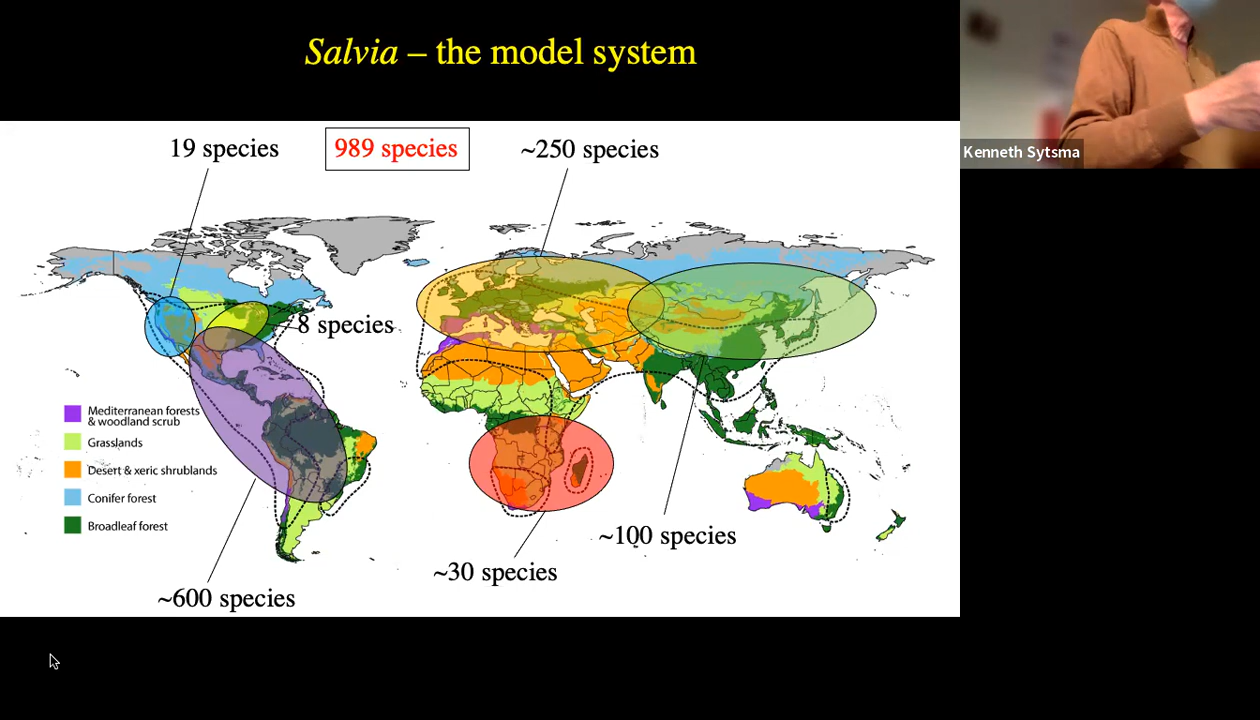 Salvia – the model system
Kenneth Sytsma
19 species
989 species
~250 species
8 species
Mediterranean forests
& woodland scrub
Grasslands
Desert & xeric shrublands
Conifer forest
Broadleaf forest
~100 species
~30 species
~600 species